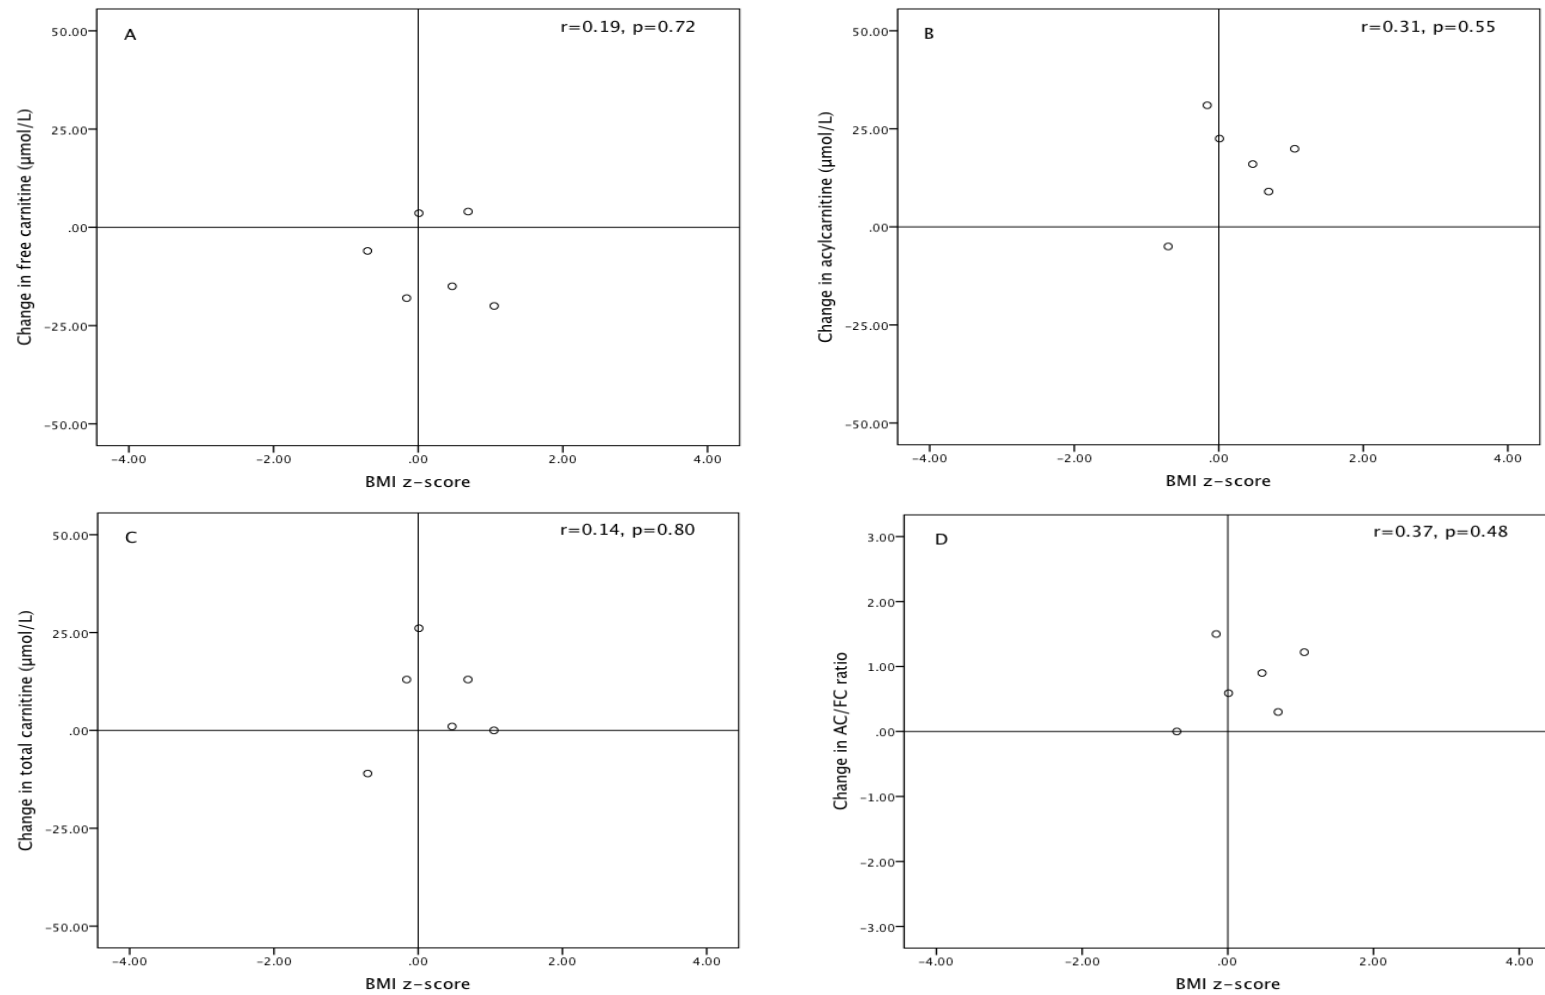 A
r=0.19, p=0.72
50.00
25.00
.00
−25.00
−50.00
Change in free carnitine (µmol/L)
−4.00 −2.00 .00 2.00 4.00
BMI z−score
B
r=0.31, p=0.55
50.00
25.00
.00
−25.00
−50.00
Change in acylcarnitine (µmol/L)
−4.00 −2.00 .00 2.00 4.00
BMI z−score
C
r=0.14, p=0.80
50.00
25.00
.00
−25.00
−50.00
Change in total carnitine (µmol/L)
−4.00 −2.00 .00 2.00 4.00
BMI z−score
D
r=0.37, p=0.48
3.00
2.00
1.00
.00
−1.00
−2.00
−3.00
Change in AC/FC ratio
−4.00 −2.00 .00 2.00 4.00
BMI z−score